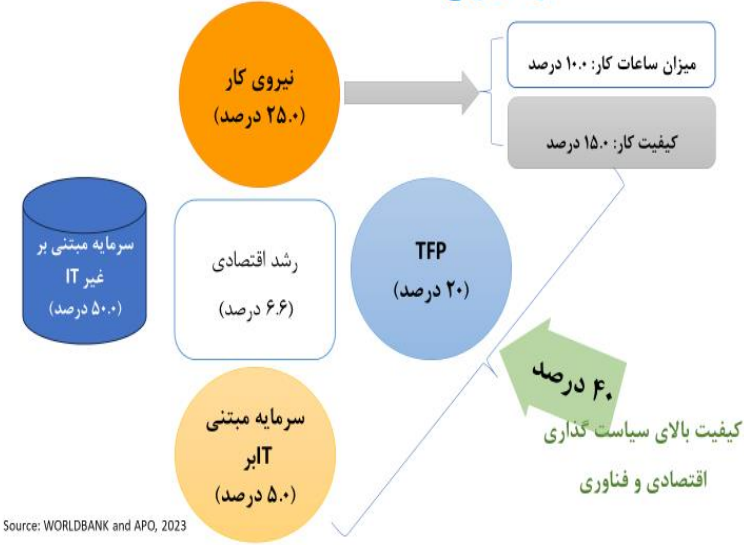 نیروی کار
(۲۵.۰ درصد)
میزان ساعات کار: ۱۰.۰ درصد
کیفیت کار: ۱۵.۰ درصد
سرمایه مبتنی بر
غیر IT
(۵۰.۰ درصد)
رشد اقتصادی
(۶.۶ درصد)
TFP
(۲۰ درصد)
سرمایه مبتنی
برIT
(۵.۰ درصد)
۴۰ درصد
کیفیت بالای سیاست گذاری
اقتصادی و فناوری
Source: WORLDBANK and APO, 2023